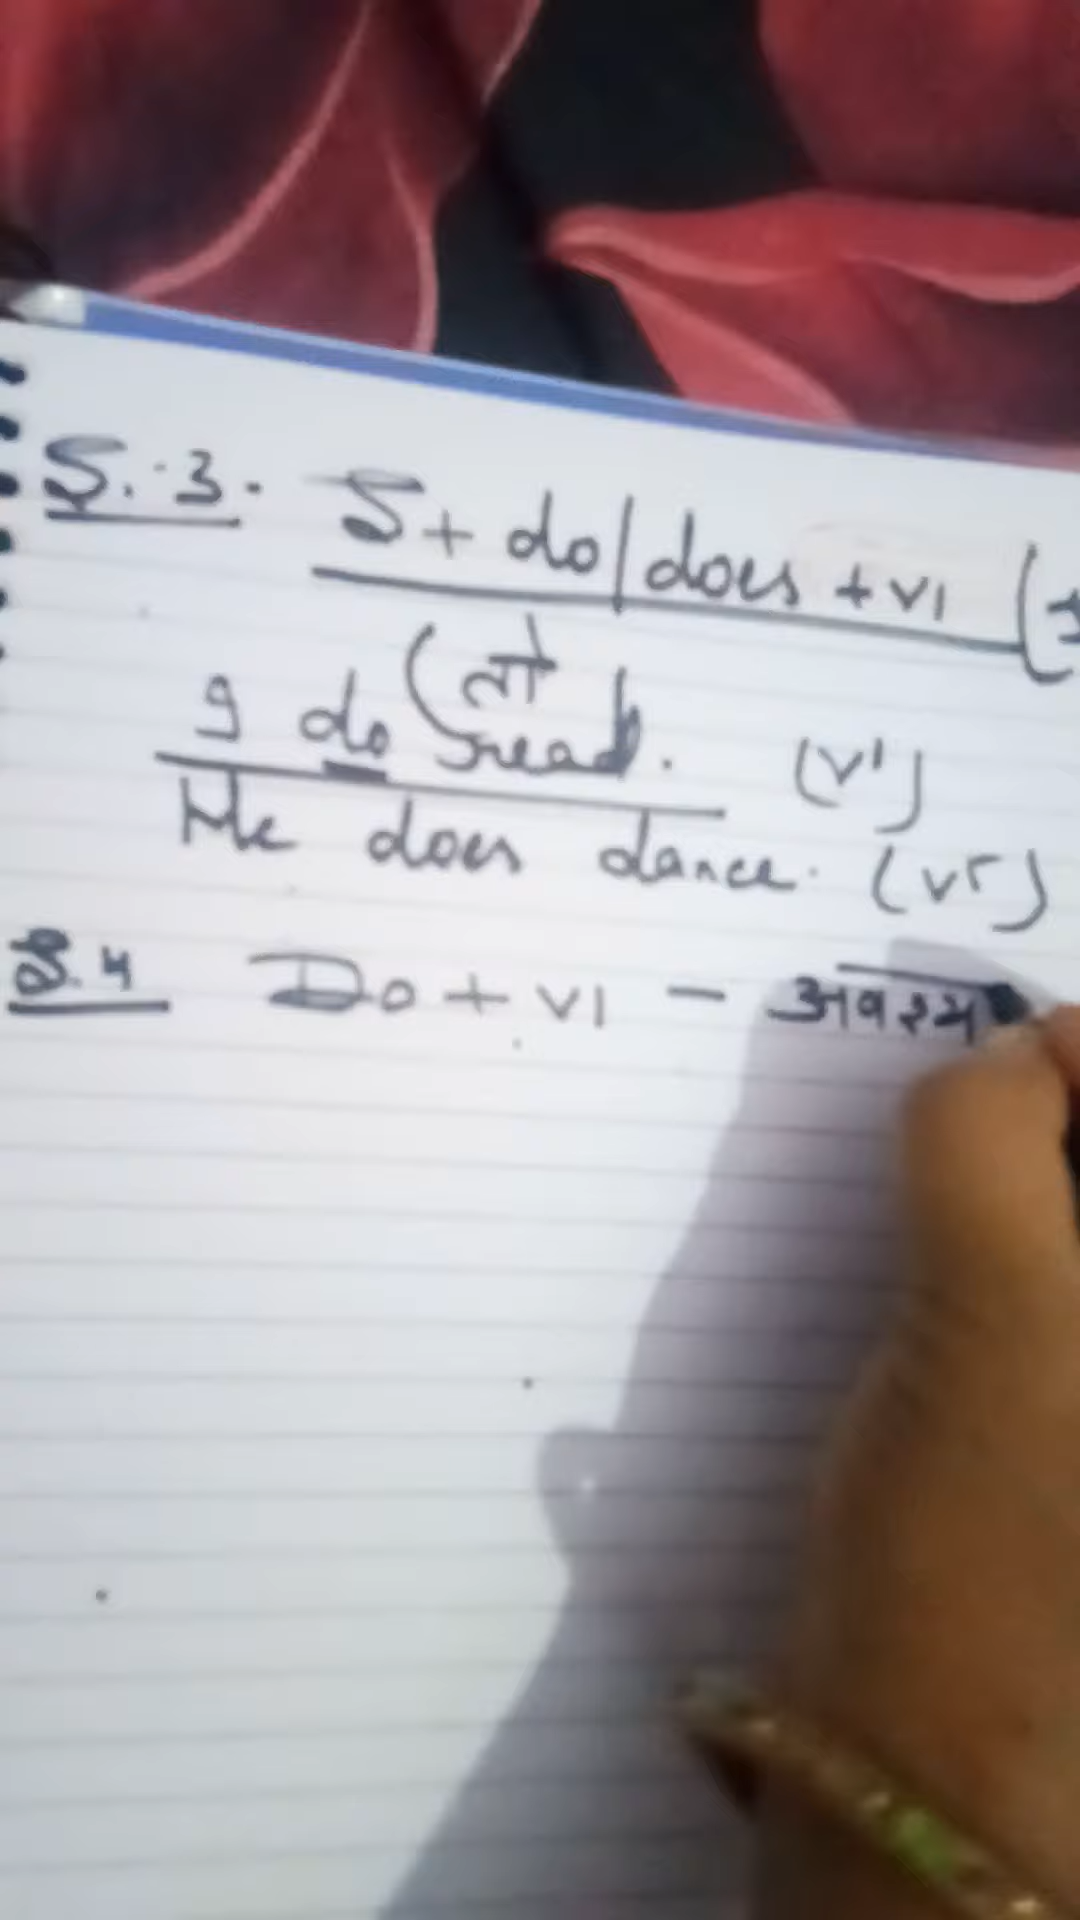 S. 3. S + do/does + v1 (
(तो
I do read. (v1)
He does dance. (v5)
S. 4 Do + v1 - अवश्य